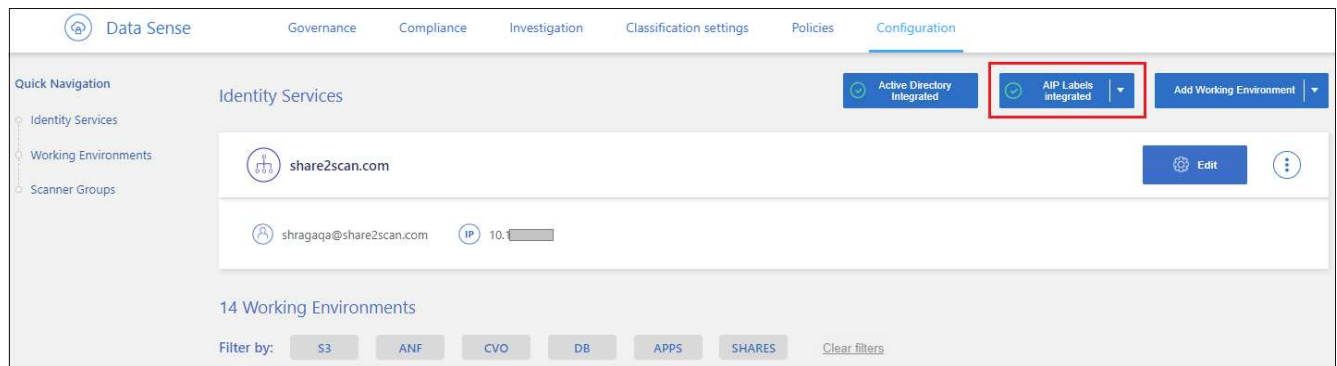 Data Sense Governance Compliance Investigation Classification settings Policies Configuration
Quick Navigation
Identity Services
Working Environments
Scanner Groups
Identity Services
Active Directory
Integrated
AIP Labels
integrated
Add Working Environment
share2scan.com
Edit
shragaqa@share2scan.com IP 10.1
14 Working Environments
Filter by: S3 ANF CVO DB APPS SHARES Clear filters